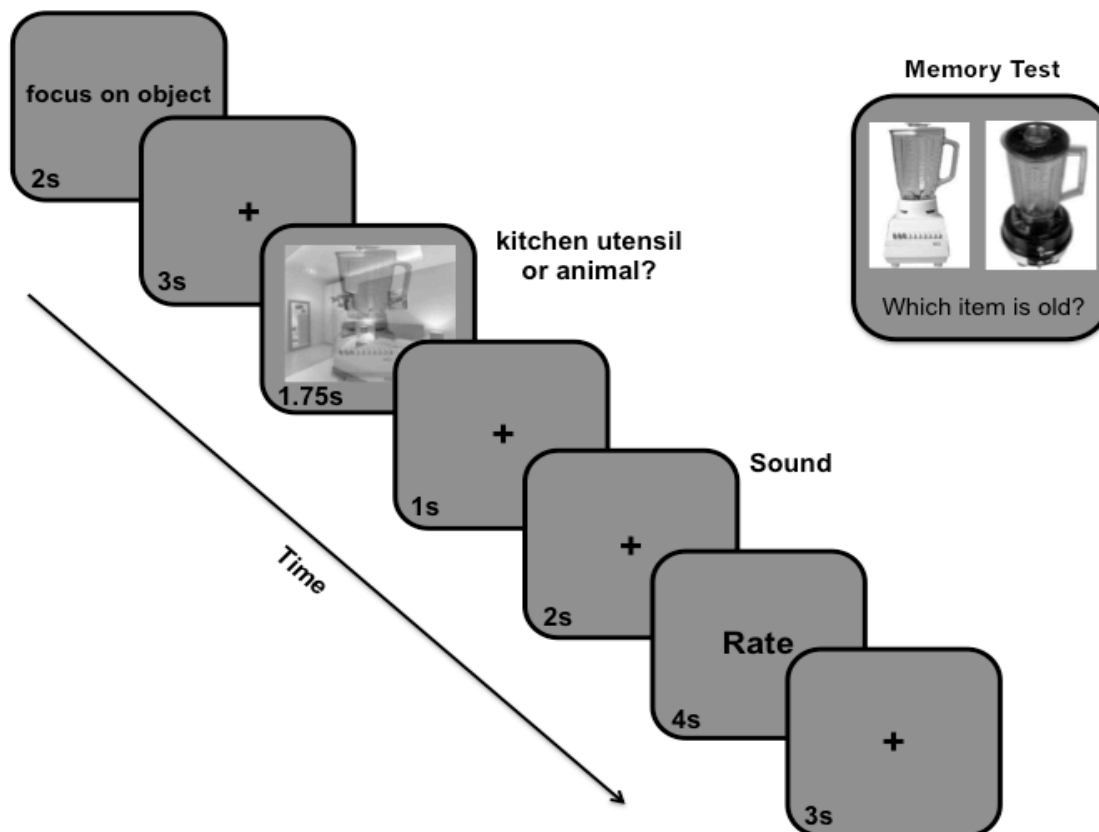 focus on object
2s
+
3s
kitchen utensil
or animal?
1.75s
+
1s
Sound
+
2s
Rate
4s
+
3s
Time
Memory Test
Which item is old?